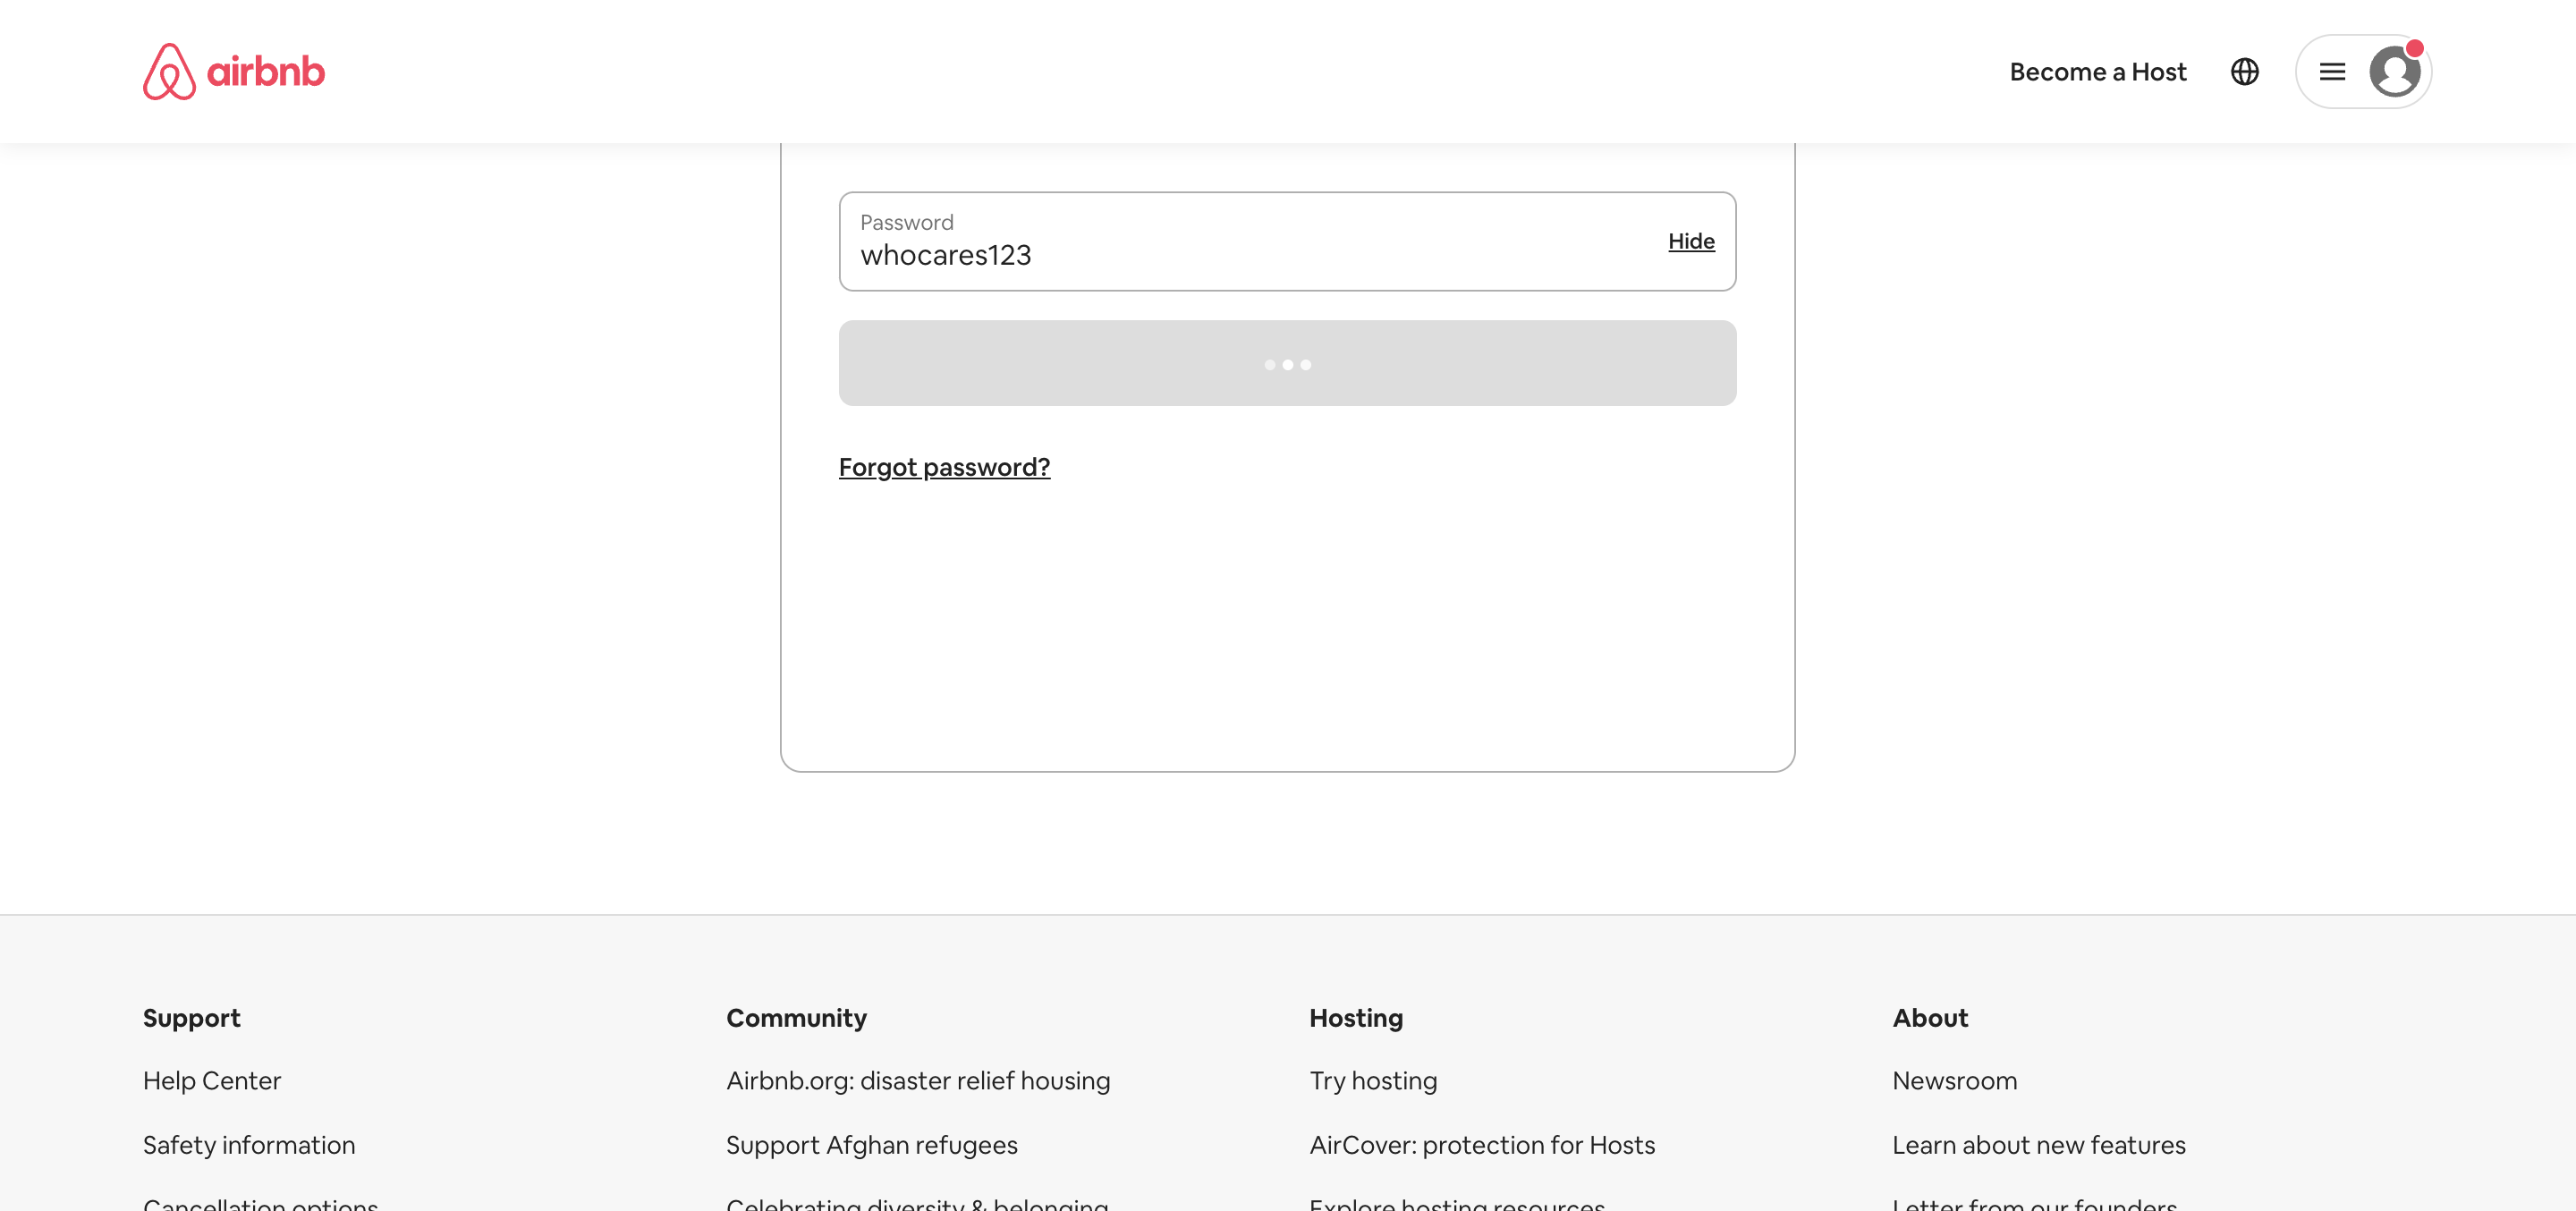 airbnb
Become a Host
Password
whocares123
Hide
Forgot password?
Support
Community
Hosting
About
Help Center
Airbnb.org: disaster relief housing
Try hosting
Newsroom
Safety information
Support Afghan refugees
AirCover: protection for Hosts
Learn about new features
Cancellation options
Celebrating diversity & belonging
Explore hosting resources
Letter from our founders